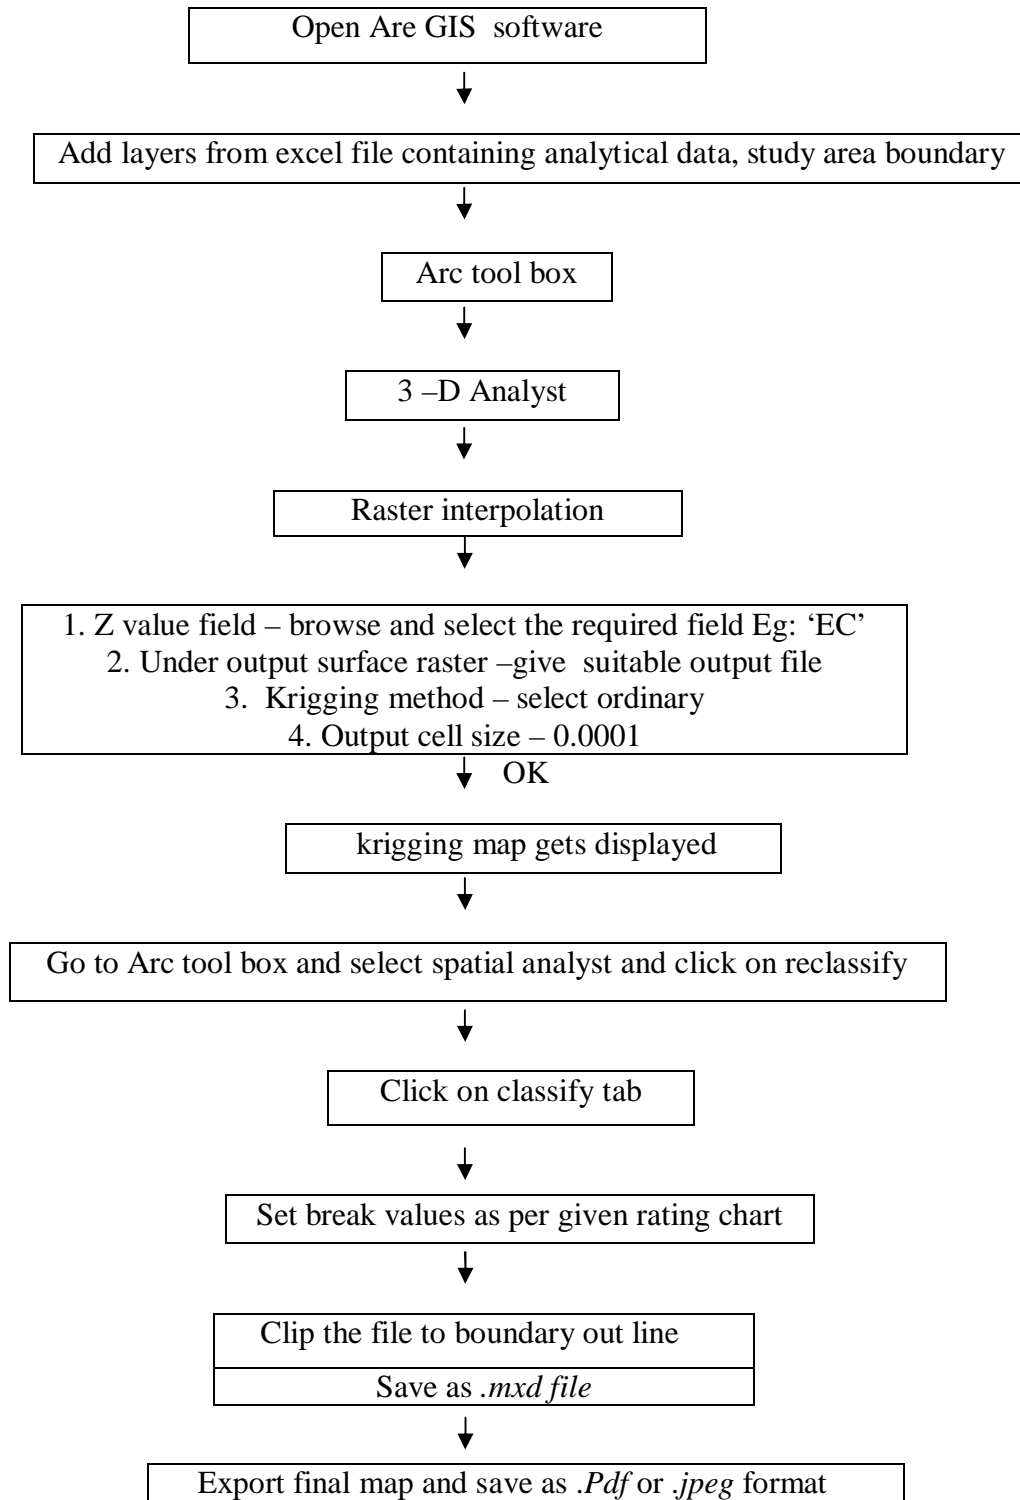 Open Are GIS software
Add layers from excel file containing analytical data, study area boundary
Arc tool box
3 –D Analyst
Raster interpolation
1. Z value field – browse and select the required field Eg: ‘EC’
2. Under output surface raster –give suitable output file
3. Krigging method – select ordinary
4. Output cell size – 0.0001
OK
krigging map gets displayed
Go to Arc tool box and select spatial analyst and click on reclassify
Click on classify tab
Set break values as per given rating chart
Clip the file to boundary out line
Save as .mxd file
Export final map and save as .Pdf or .jpeg format